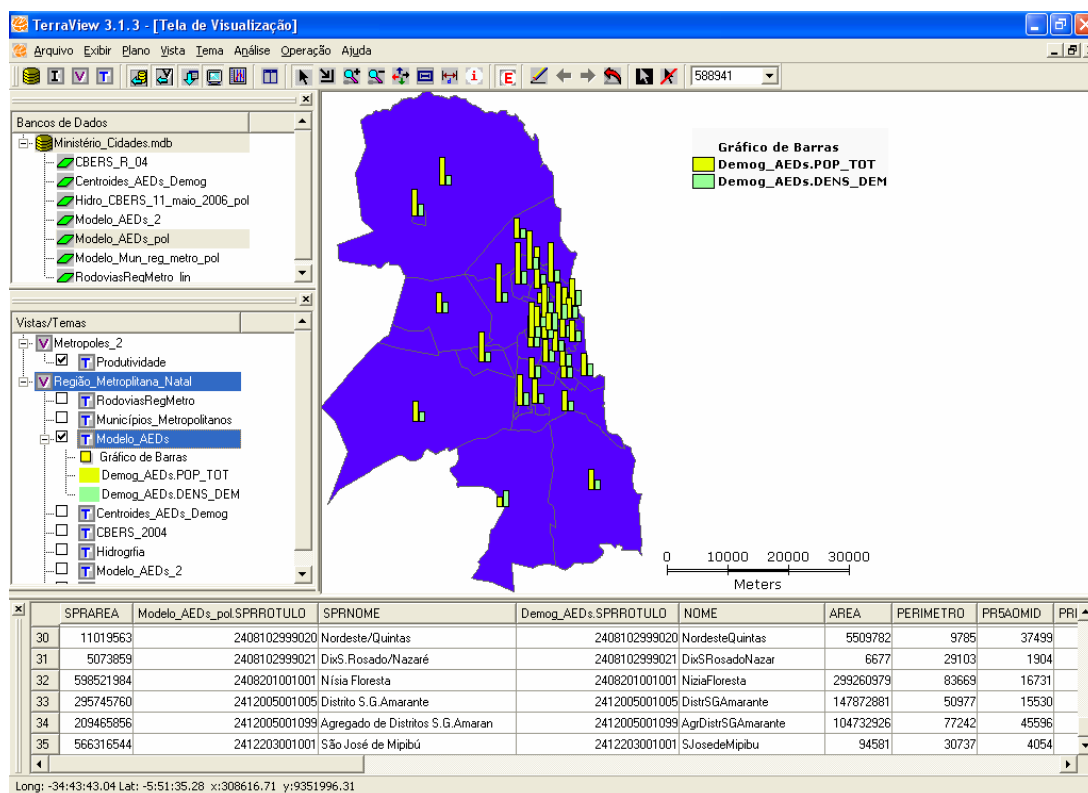 TerraView 3.1.3 - [Tela de Visualização]
Arquivo Exibir Plano Vista Tema Análise Operação Ajuda
588941
Bancos de Dados
Ministério_Cidades.mdb
CBERS_R_04
Centroides_AEDs_Demog
Hidro_CBERS_11_maio_2006_pol
Modelo_AEDs_2
Modelo_AEDs_pol
Modelo_Mun_reg_metro_pol
RodoviasRegMetro_lin
Vistas/Temas
Metropoles_2
Produtividade
Região_Metroplitana_Natal
RodoviasRegMetro
Municípios_Metropolitanos
Modelo_AEDs
Gráfico de Barras
Demog_AEDs.POP_TOT
Demog_AEDs.DENS_DEM
Centroides_AEDs_Demog
CBERS_2004
Hidogrfia
Modelo_AEDs_2
Gráfico de Barras
Demog_AEDs.POP_TOT
Demog_AEDs.DENS_DEM
0 10000 20000 30000
Meters
SPRAREA Modelo_AEDs_pol.SPRROTULO SPRNOME Demog_AEDs.SPRROTULO NOME AREA PERIMETRO PR5AOMID PRI
30 11019563 2408102999020 Nordeste/Quintas 2408102999020 NordesteQuintas 5509782 9785 37499
31 5073859 2408102999021 DixS.Rosado/Nazaré 2408102999021 DixSRosadoNazar 6677 29103 1904
32 598521984 2408201001001 Nísia Floresta 2408201001001 NiziaFloresta 299260979 83669 16731
33 295745760 2412005001005 Distrito S.G.Amarante 2412005001005 DistrSGAmarante 147872881 50977 15530
34 209465856 2412005001099 Agregado de Distritos S.G.Amaran 2412005001099 AgrDistrSGAmarante 104732926 77242 45596
35 566316544 2412203001001 São José de Mipibú 2412203001001 SJosedeMipibu 94581 30737 4054
Long: -34:43:43.04 Lat: -5:51:35.28 x:308616.71 y:9351996.31